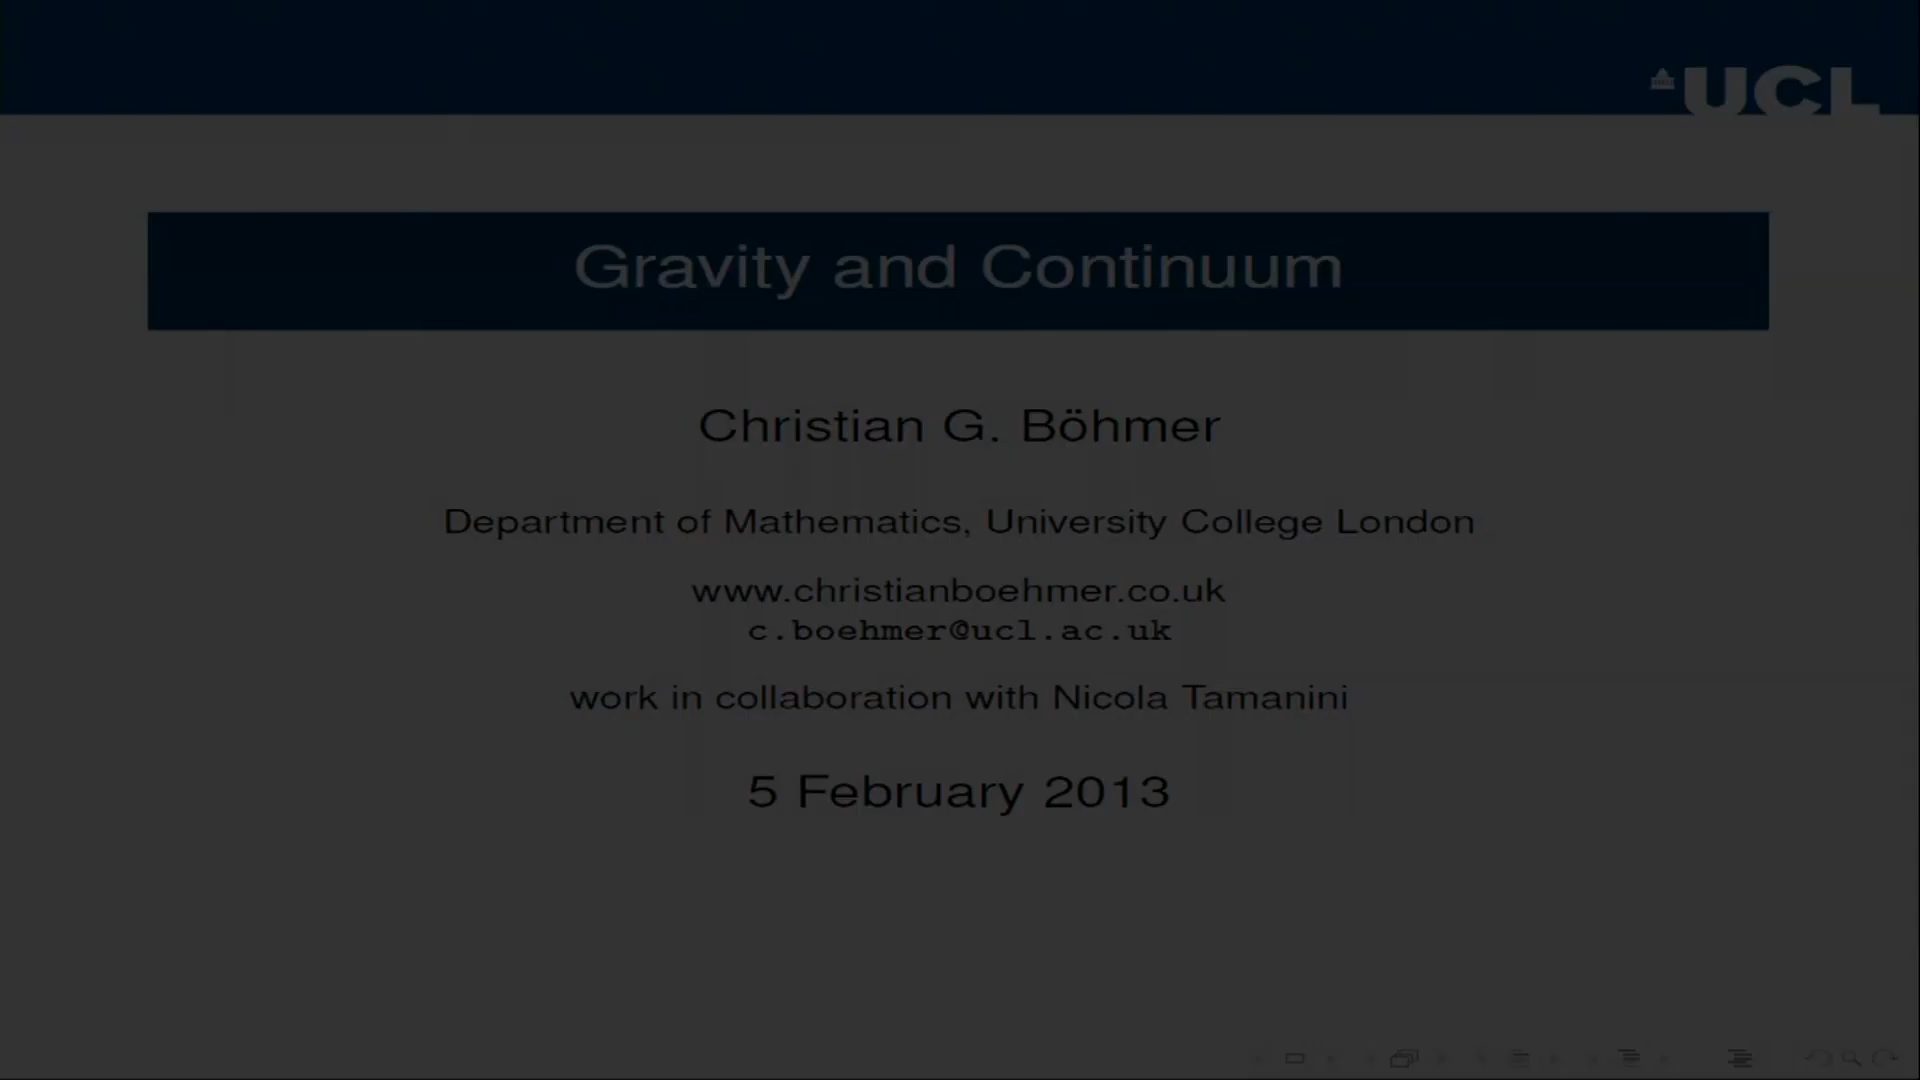 UCL
Gravity and Continuum
Christian G. Böhmer
Department of Mathematics, University College London
www.christianboehmer.co.uk
c.boehmer@ucl.ac.uk
work in collaboration with Nicola Tamanini
5 February 2013